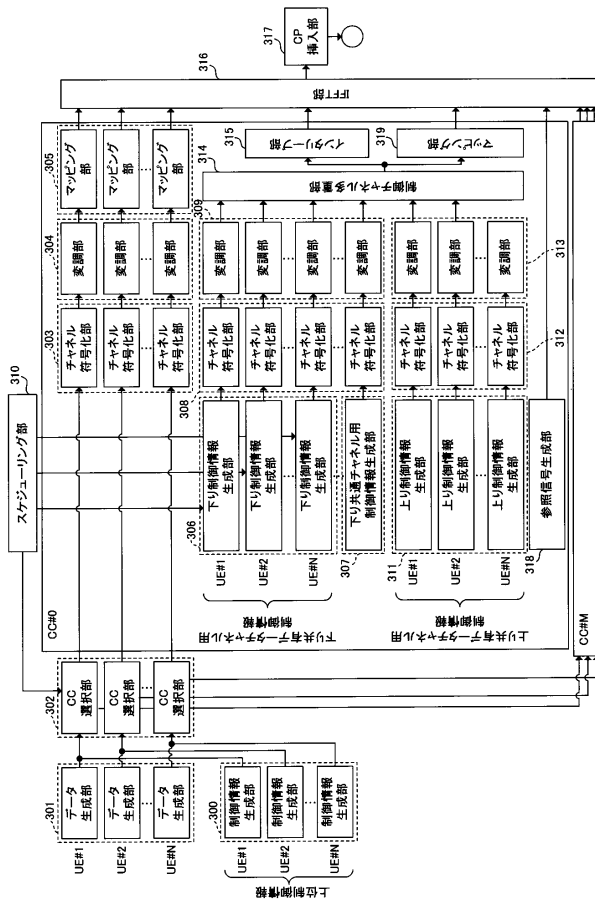 スケジューリング部
310
CC#0
CC#M
上位制御情報
UE#1
UE#2
UE#N
300
制御情報
生成部
制御情報
生成部
制御情報
生成部
UE#1
UE#2
UE#N
301
データ
生成部
データ
生成部
データ
生成部
302
CC
選択部
CC
選択部
CC
選択部
303
チャネル
符号化部
チャネル
符号化部
チャネル
符号化部
304
変調部
変調部
変調部
305
マッピング
部
マッピング
部
マッピング
部
下り共有データチャネル用
制御情報
UE#1
UE#2
UE#N
306
下り制御情報
生成部
下り制御情報
生成部
下り制御情報
生成部
307
下り共通チャネル用
制御情報生成部
308
チャネル
符号化部
チャネル
符号化部
チャネル
符号化部
チャネル
符号化部
309
変調部
変調部
変調部
変調部
上り共有データチャネル用
制御情報
UE#1
UE#2
UE#N
311
上り制御情報
生成部
上り制御情報
生成部
上り制御情報
生成部
312
チャネル
符号化部
チャネル
符号化部
チャネル
符号化部
313
変調部
変調部
変調部
318
参照信号生成部
314
制御チャネル多重部
315
インタリーブ部
319
マッピング部
316
IFFT部
317
CP
挿入部